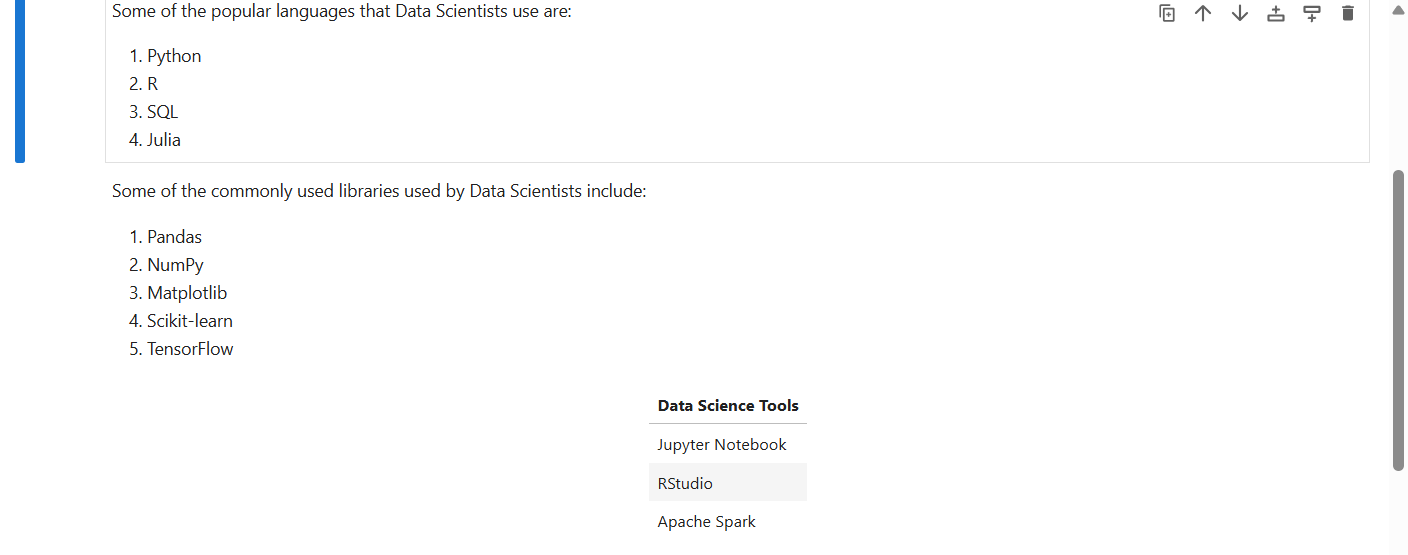 Some of the popular languages that Data Scientists use are:
1. Python
2. R
3. SQL
4. Julia
Some of the commonly used libraries used by Data Scientists include:
1. Pandas
2. NumPy
3. Matplotlib
4. Scikit-learn
5. TensorFlow
Data Science Tools
Jupyter Notebook
RStudio
Apache Spark